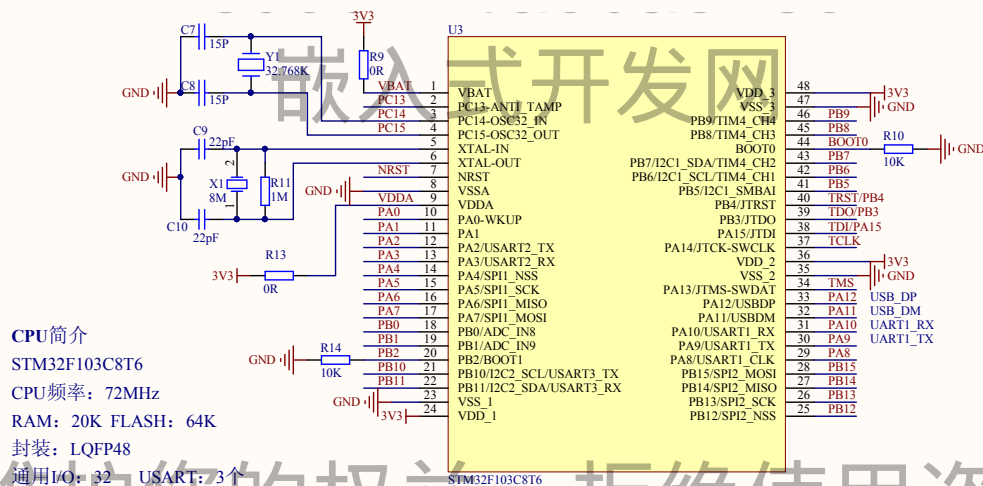 嵌入式开发网
3V3
U3
C7
15P
Y1
32.768K
R9
0R
GND
C8
15P
VBAT 1 VBAT
PC13 2 PC13-ANTI_TAMP
PC14 3 PC14-OSC32_IN
PC15 4 PC15-OSC32_OUT
5 XTAL-IN
6 XTAL-OUT
NRST 7 NRST
GND 8 VSSA
VDDA 9 VDDA
PA0 10 PA0-WKUP
PA1 11 PA1
PA2 12 PA2/USART2_TX
PA3 13 PA3/USART2_RX
PA4 14 PA4/SPI1_NSS
PA5 15 PA5/SPI1_SCK
PA6 16 PA6/SPI1_MISO
PA7 17 PA7/SPI1_MOSI
PB0 18 PB0/ADC_IN8
PB1 19 PB1/ADC_IN9
PB2 20 PB2/BOOT1
PB10 21 PB10/I2C2_SCL/USART3_TX
PB11 22 PB11/I2C2_SDA/USART3_RX
GND 23 VSS_1
3V3 24 VDD_1
C9
22pF
GND
X1
8M
2
1
R11
1M
C10
22pF
R13
3V3
0R
GND
R14
10K
VDD_3 48 3V3
VSS_3 47 GND
PB9/TIM4_CH4 46 PB9
PB8/TIM4_CH3 45 PB8
BOOT0 44 BOOT0 R10 10K GND
PB7/I2C1_SDA/TIM4_CH2 43 PB7
PB6/I2C1_SCL/TIM4_CH1 42 PB6
PB5/I2C1_SMBAI 41 PB5
PB4/JTRST 40 TRST/PB4
PB3/JTDO 39 TDO/PB3
PA15/JTDI 38 TDI/PA15
PA14/JTCK-SWCLK 37 TCLK
VDD_2 36 3V3
VSS_2 35 GND
PA13/JTMS-SWDAT 34 TMS
PA12/USBDP 33 PA12 USB_DP
PA11/USBDM 32 PA11 USB_DM
PA10/USART1_RX 31 PA10 UART1_RX
PA9/USART1_TX 30 PA9 UART1_TX
PA8/USART1_CLK 29 PA8
PB15/SPI2_MOSI 28 PB15
PB14/SPI2_MISO 27 PB14
PB13/SPI2_SCK 26 PB13
PB12/SPI2_NSS 25 PB12
STM32F103C8T6
CPU简介
STM32F103C8T6
CPU频率：72MHz
RAM：20K FLASH：64K
封装：LQFP48
通用I/O：32 USART：3个